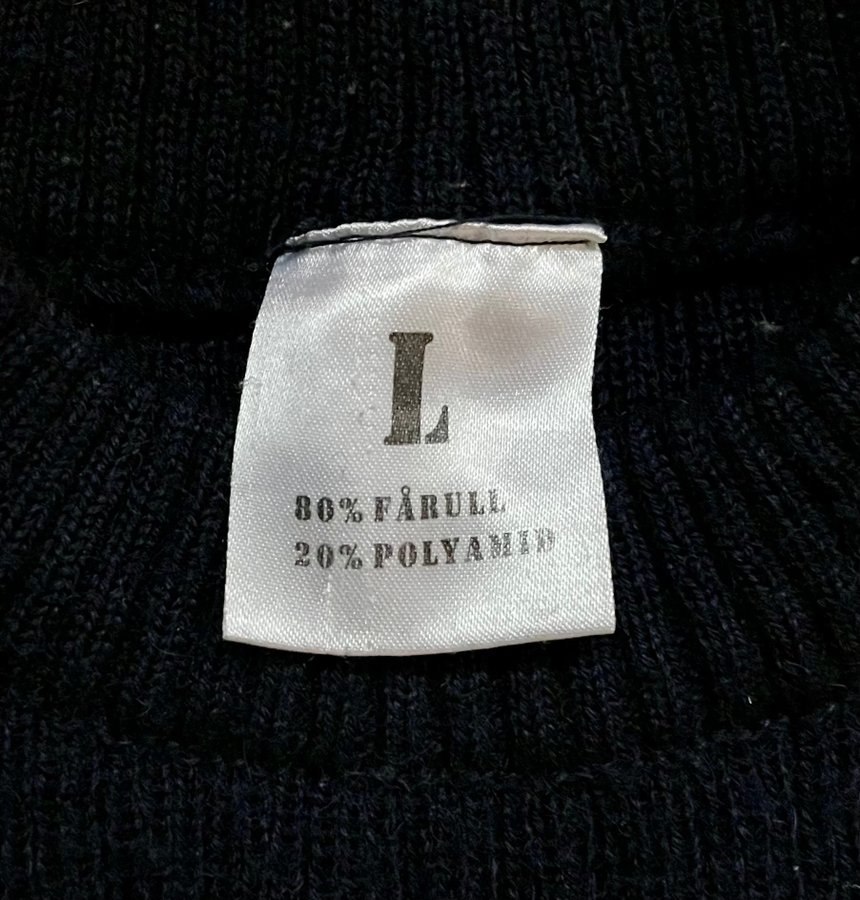 L
80% FÅRULL
20% POLYAMID